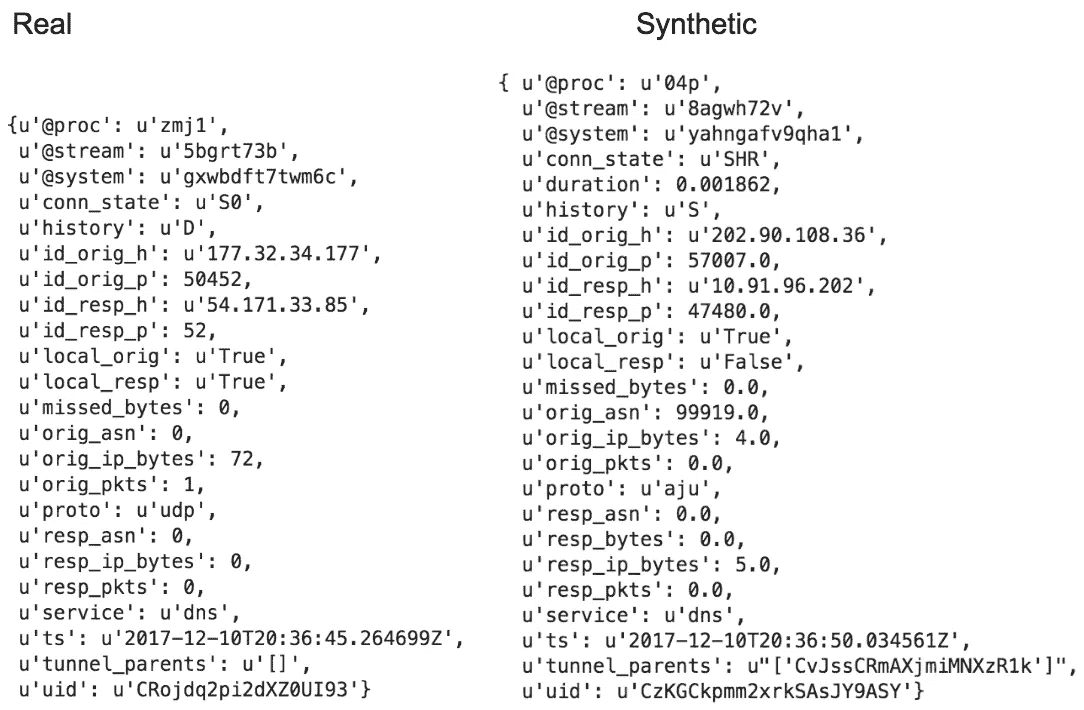 Real
{u'@proc': u'zmj1',
u'@stream': u'5bgrt73b',
u'@system': u'gxwbdft7twm6c',
u'conn_state': u'S0',
u'history': u'D',
u'id_orig_h': u'177.32.34.177',
u'id_orig_p': 50452,
u'id_resp_h': u'54.171.33.85',
u'id_resp_p': 52,
u'local_orig': u'True',
u'local_resp': u'True',
u'missed_bytes': 0,
u'orig_asn': 0,
u'orig_ip_bytes': 72,
u'orig_pkts': 1,
u'proto': u'udp',
u'resp_asn': 0,
u'resp_ip_bytes': 0,
u'resp_pkts': 0,
u'service': u'dns',
u'ts': u'2017-12-10T20:36:45.264699Z',
u'tunnel_parents': u'[]',
u'uid': u'CRojdq2pi2dXZ0UI93'}
Synthetic
{ u'@proc': u'04p',
u'@stream': u'8agwh72v',
u'@system': u'yahngafv9qha1',
u'conn_state': u'SHR',
u'duration': 0.001862,
u'history': u'S',
u'id_orig_h': u'202.90.108.36',
u'id_orig_p': 57007.0,
u'id_resp_h': u'10.91.96.202',
u'id_resp_p': 47480.0,
u'local_orig': u'True',
u'local_resp': u'False',
u'missed_bytes': 0.0,
u'orig_asn': 99919.0,
u'orig_ip_bytes': 4.0,
u'orig_pkts': 0.0,
u'proto': u'aju',
u'resp_asn': 0.0,
u'resp_bytes': 0.0,
u'resp_ip_bytes': 5.0,
u'resp_pkts': 0.0,
u'service': u'dns',
u'ts': u'2017-12-10T20:36:50.034561Z',
u'tunnel_parents': u"['CvJssCRmAXjmiMNXzR1k']",
u'uid': u'CzKGCkpmm2xrkSAsJY9ASY'}